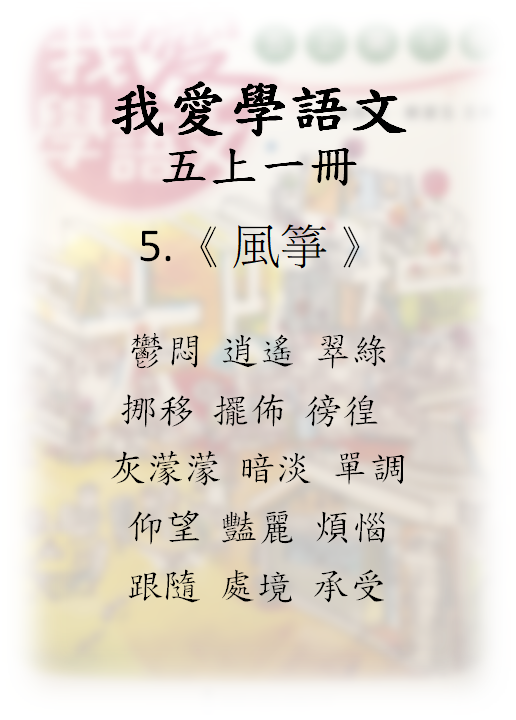 我愛學語文
五上一冊
5.《風箏》
鬱悶 逍遙 翠綠
挪移 擺佈 徬徨
灰濛濛 暗淡 單調
仰望 豔麗 煩惱
跟隨 處境 承受